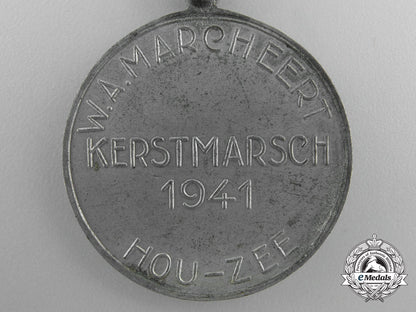 W.A. MARCHEERT
KERSTMARSCH
1941
HOU-ZEE
eMedals